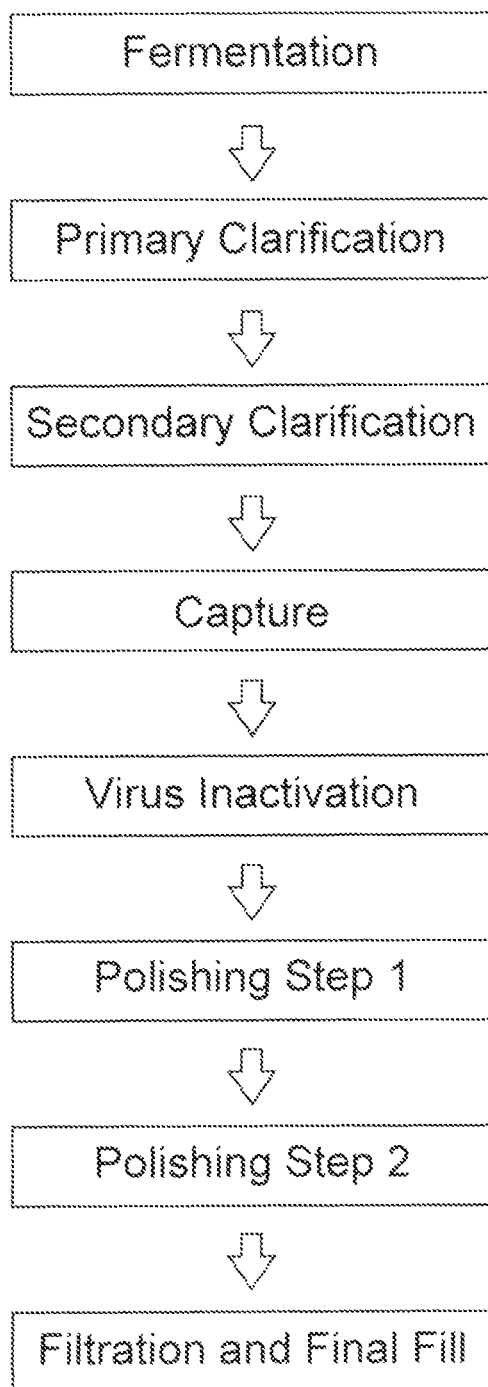 Fermentation
Primary Clarification
Secondary Clarification
Capture
Virus Inactivation
Polishing Step 1
Polishing Step 2
Filtration and Final Fill